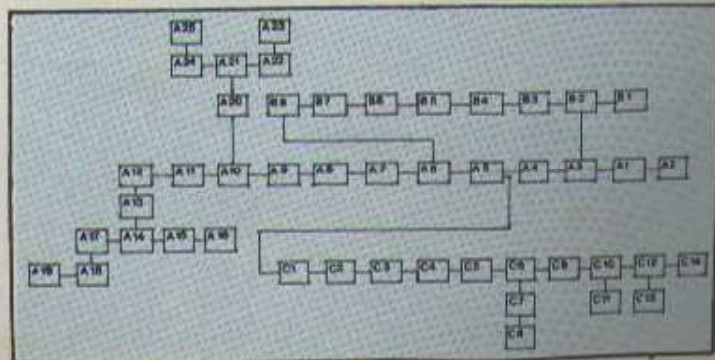 A25 A23
A24 A21 A22
A20 B8 B7 B6 B5 B4 B3 B2 B1
A12 A11 A10 A9 A8 A7 A6 A5 A4 A3 A1 A2
A13
A17 A14 A15 A16
A19 A18 C1 C2 C3 C4 C5 C6 C9 C10 C12 C14
C7 C11 C13
C8